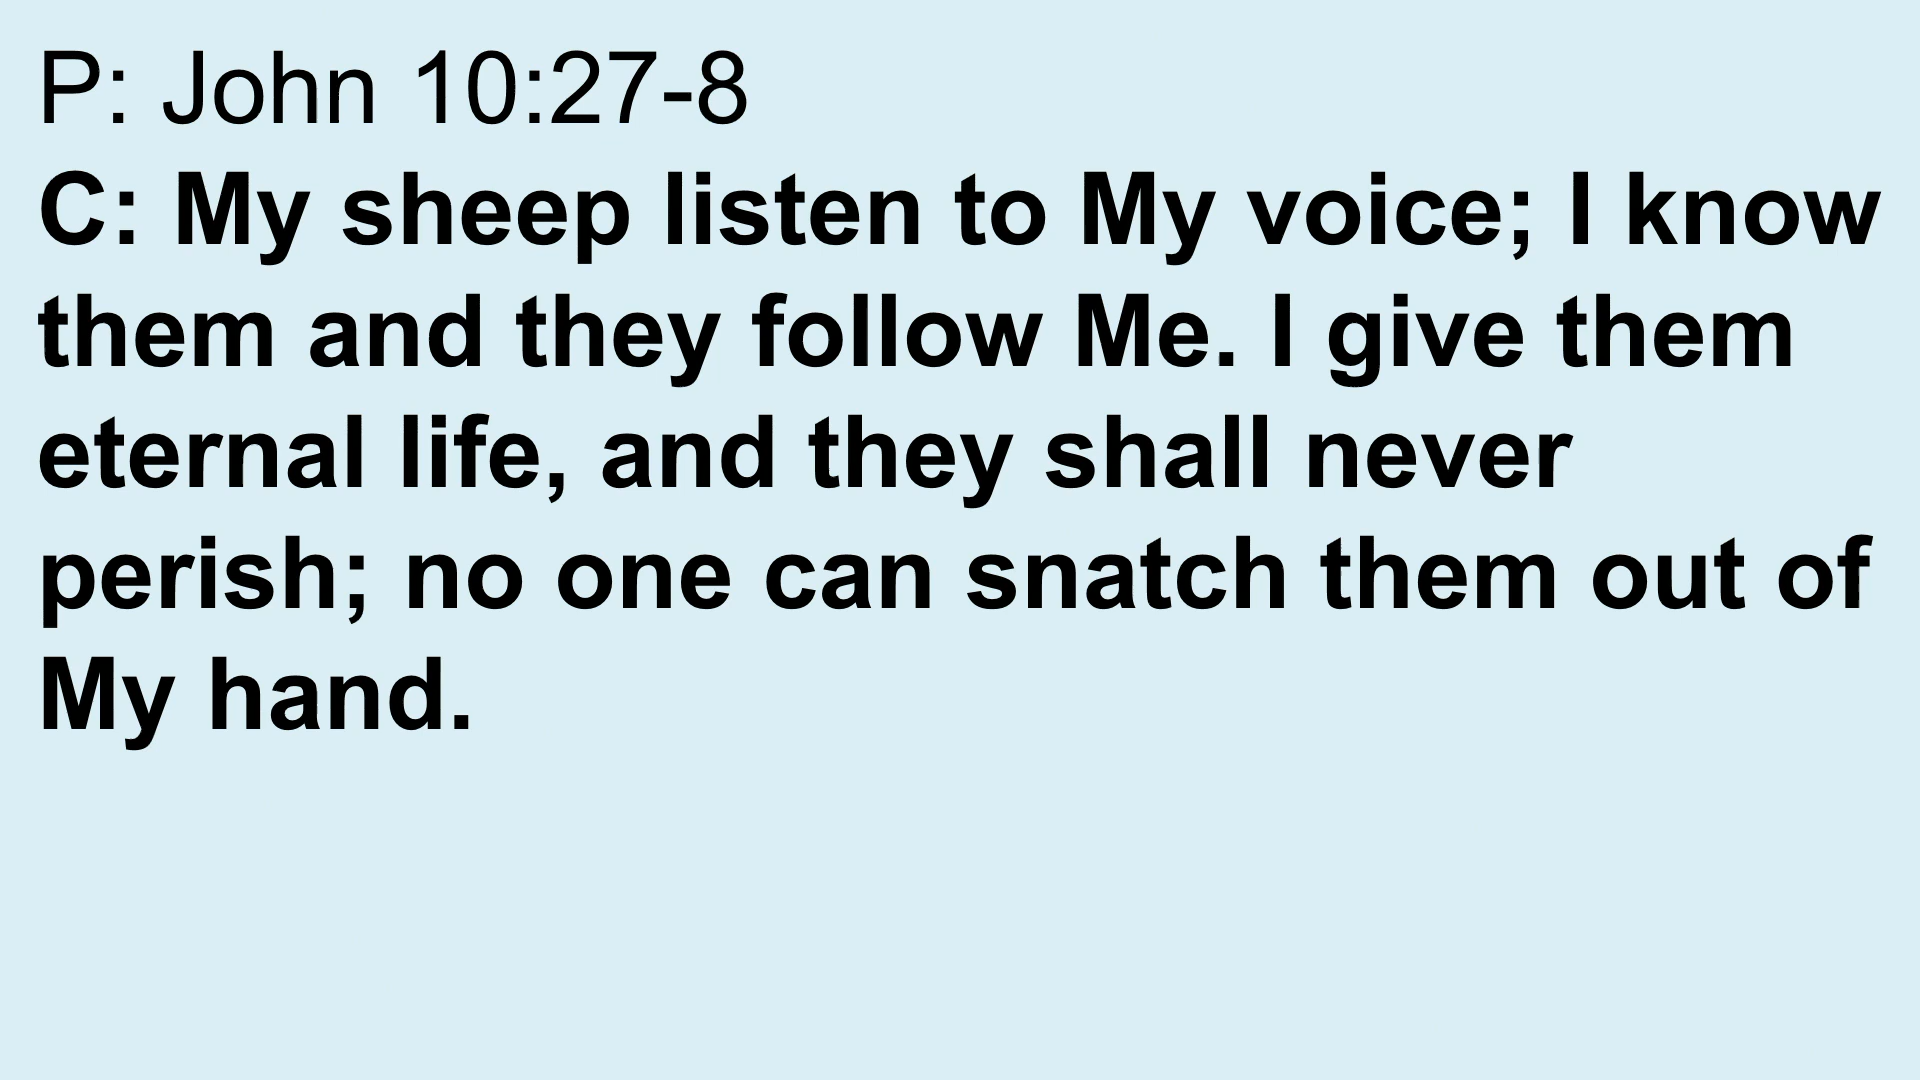 P: John 10:27-8
C: My sheep listen to My voice; I know
them and they follow Me. I give them
eternal life, and they shall never
perish; no one can snatch them out of
My hand.